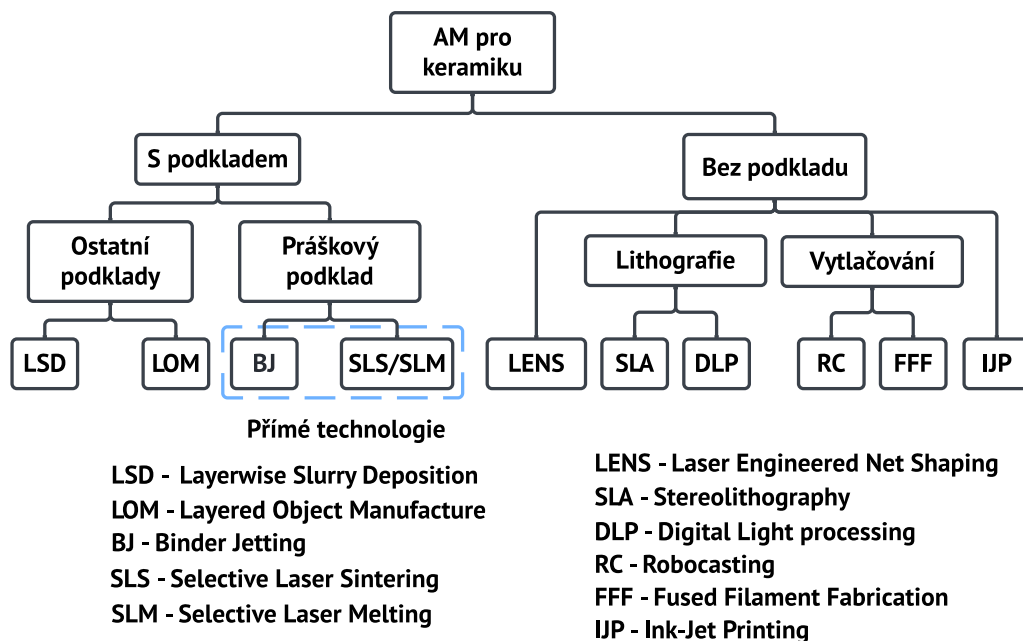 AM pro
keramiku
S podkladem
Bez podkladu
Ostatní
podklady
Práškový
podklad
Lithografie
Vytlačování
LSD
LOM
BJ
SLS/SLM
LENS
SLA
DLP
RC
FFF
IJP
Přímé technologie
LSD - Layerwise Slurry Deposition
LOM - Layered Object Manufacture
BJ - Binder Jetting
SLS - Selective Laser Sintering
SLM - Selective Laser Melting
LENS - Laser Engineered Net Shaping
SLA - Stereolithography
DLP - Digital Light processing
RC - Robocasting
FFF - Fused Filament Fabrication
IJP - Ink-Jet Printing